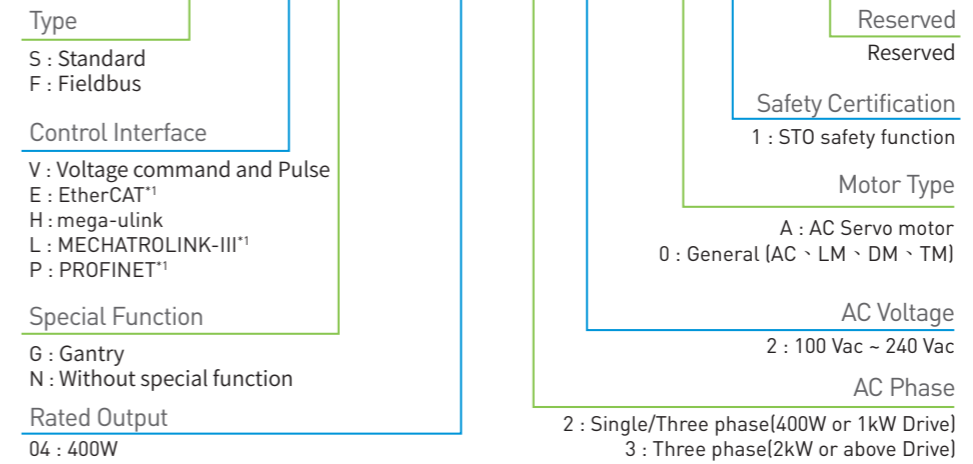 Type
S : Standard
F : Fieldbus
Control Interface
V : Voltage command and Pulse
E : EtherCAT*1
H : mega-ulink
L : MECHATROLINK-III*1
P : PROFINET*1
Special Function
G : Gantry
N : Without special function
Rated Output
04 : 400W
Reserved
Reserved
Safety Certification
1 : STO safety function
Motor Type
A : AC Servo motor
0 : General (AC、LM、DM、TM)
AC Voltage
2 : 100 Vac ~ 240 Vac
AC Phase
2 : Single/Three phase(400W or 1kW Drive)
3 : Three phase(2kW or above Drive)